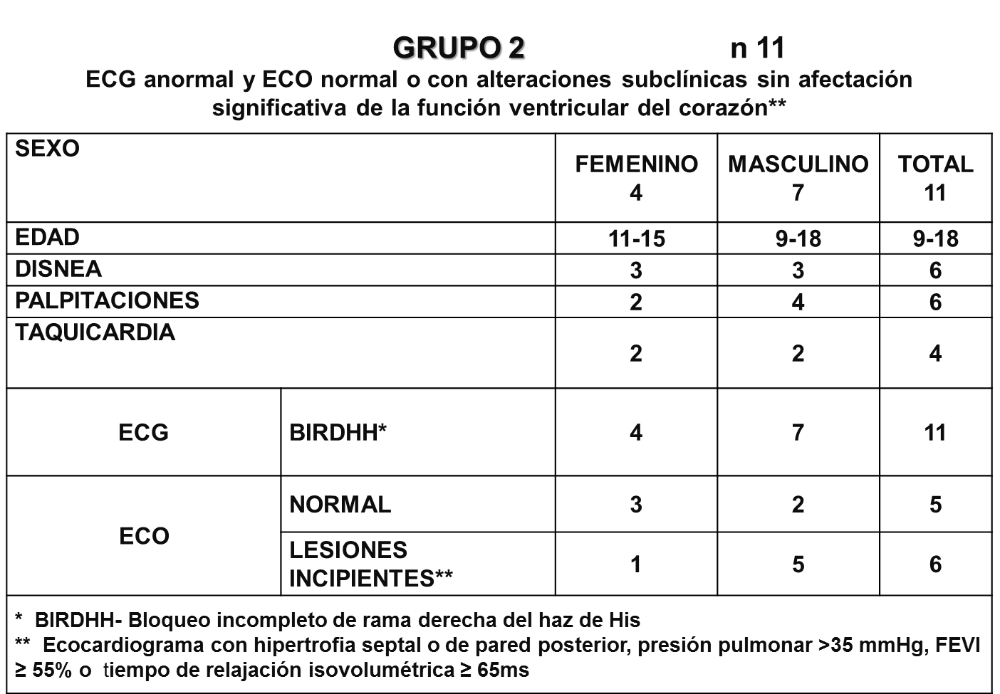 GRUPO 2 n 11
ECG anormal y ECO normal o con alteraciones subclínicas sin afectación
significativa de la función ventricular del corazón**
SEXO FEMENINO MASCULINO TOTAL
4 7 11
EDAD 11-15 9-18 9-18
DISNEA 3 3 6
PALPITACIONES 2 4 6
TAQUICARDIA 2 2 4
ECG BIRDHH* 4 7 11
ECO NORMAL 3 2 5
LESIONES
INCIPIENTES** 1 5 6
* BIRDHH- Bloqueo incompleto de rama derecha del haz de His
** Ecocardiograma con hipertrofia septal o de pared posterior, presión pulmonar >35 mmHg, FEVI
≥ 55% o tiempo de relajación isovolumétrica ≥ 65ms